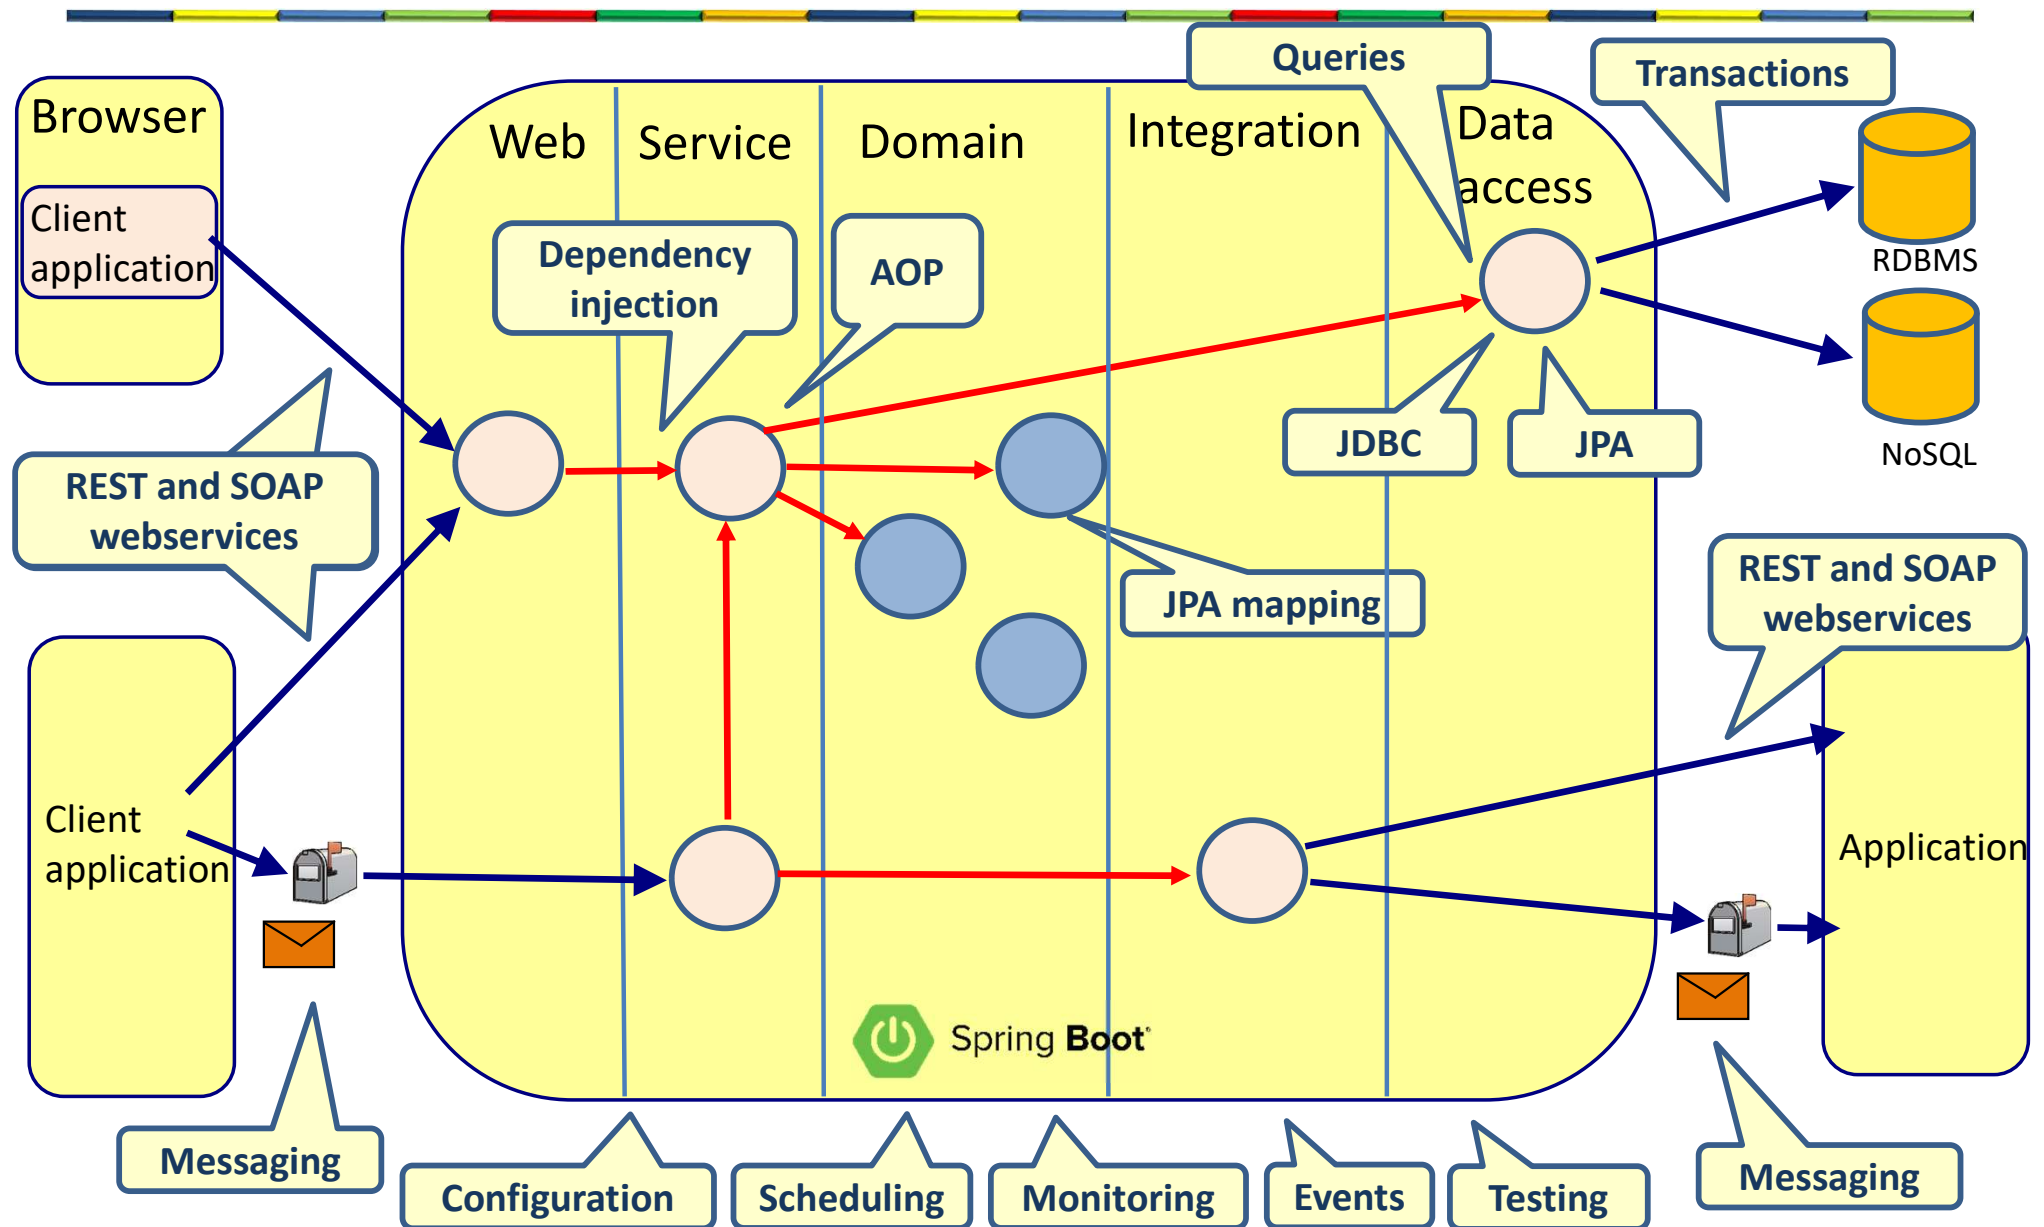 Browser
Client
application
Web
Service
Domain
Integration
Data
access
Queries
Transactions
RDBMS
NoSQL
Dependency
injection
AOP
JDBC
JPA
JPA mapping
REST and SOAP
webservices
REST and SOAP
webservices
Client
application
Application
Spring Boot
Messaging
Configuration
Scheduling
Monitoring
Events
Testing
Messaging